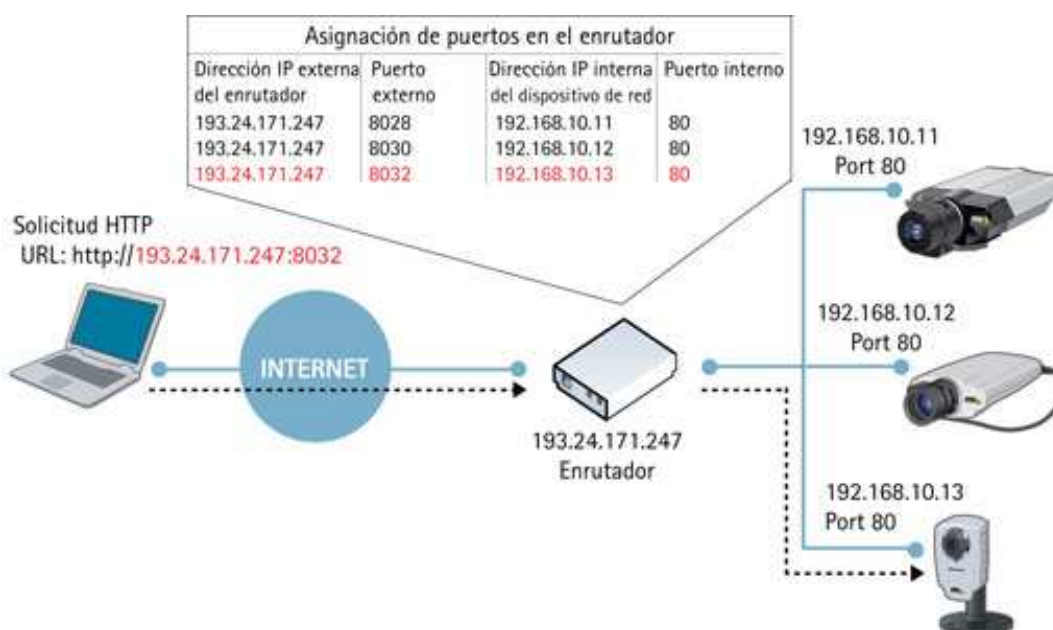 Asignación de puertos en el enrutador
Dirección IP externa del enrutador | Puerto externo | Dirección IP interna del dispositivo de red | Puerto interno
193.24.171.247 8028 192.168.10.11 80
193.24.171.247 8030 192.168.10.12 80
193.24.171.247 8032 192.168.10.13 80
Solicitud HTTP
URL: http://193.24.171.247:8032
INTERNET
193.24.171.247
Enrutador
192.168.10.11
Port 80
192.168.10.12
Port 80
192.168.10.13
Port 80